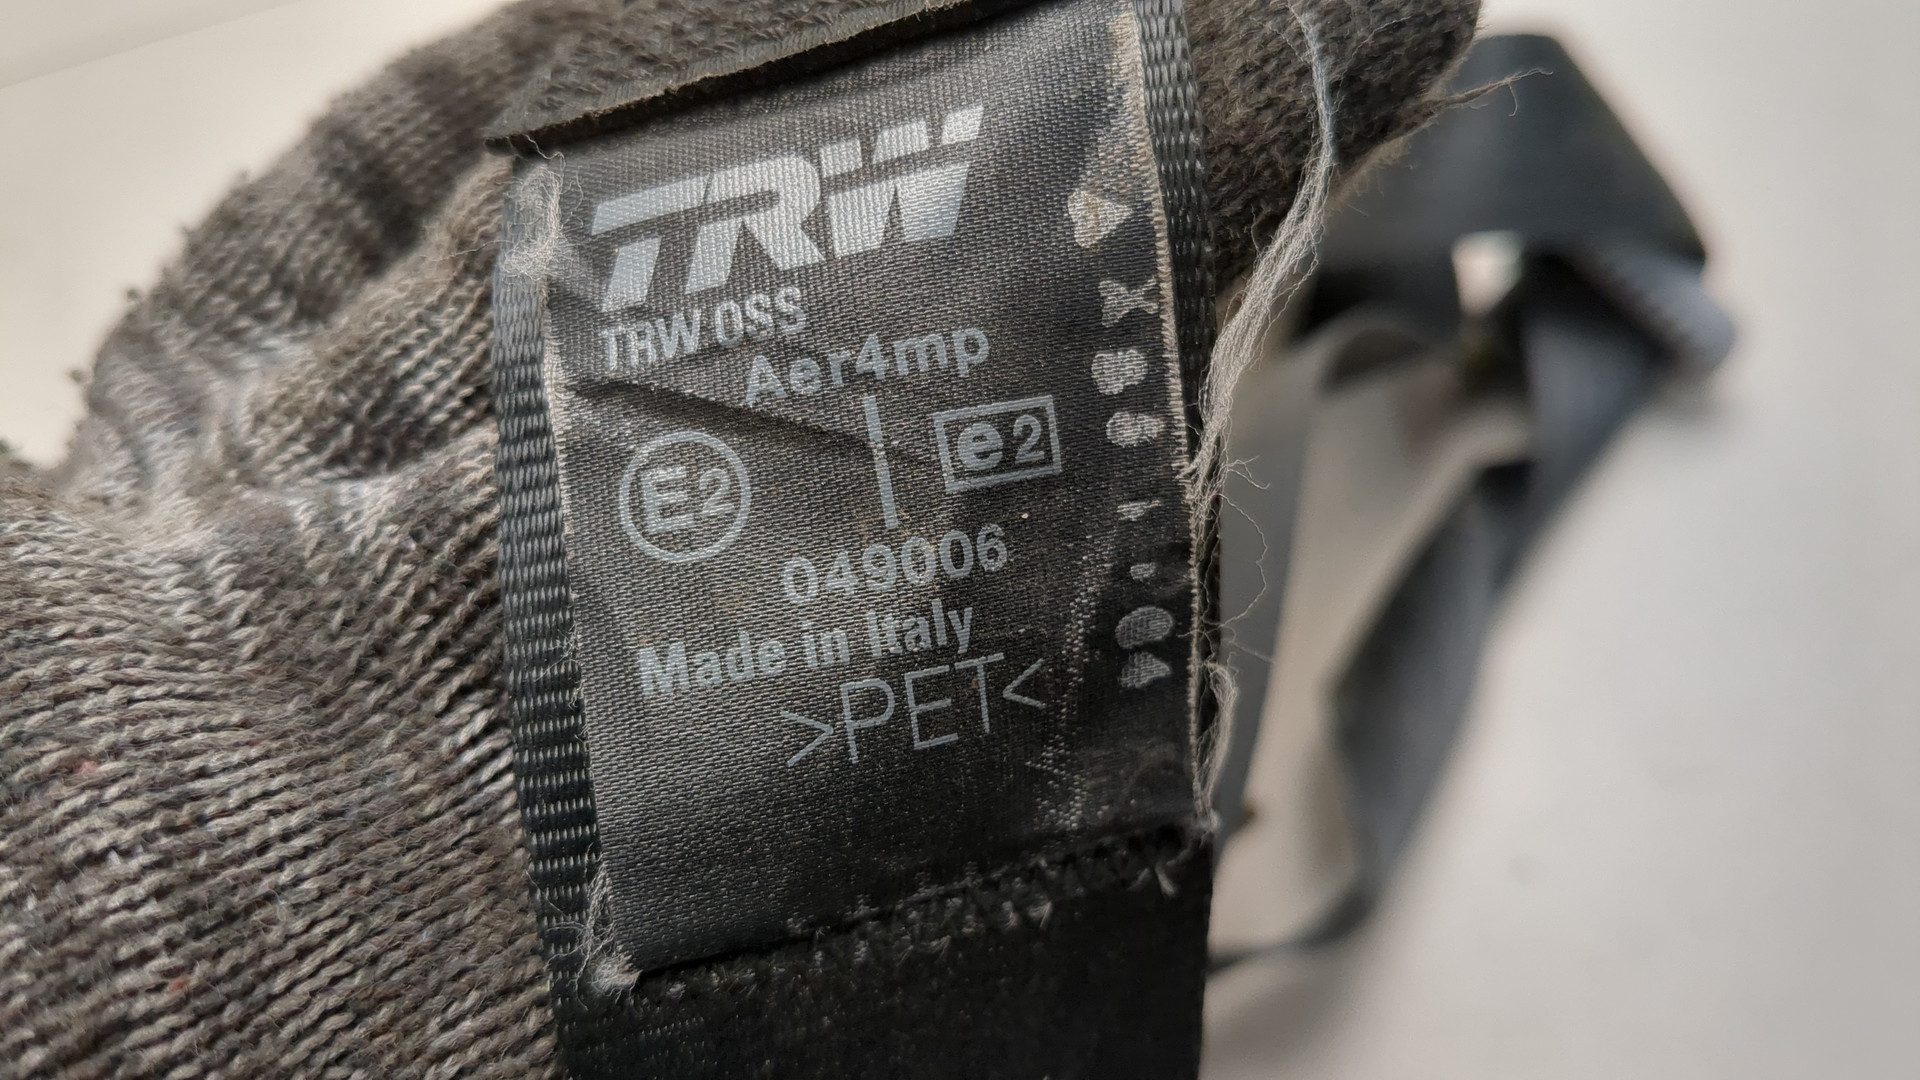 TRW
TRW OSS
Aer4mp
E2
e2
049006
Made in Italy
>PET<